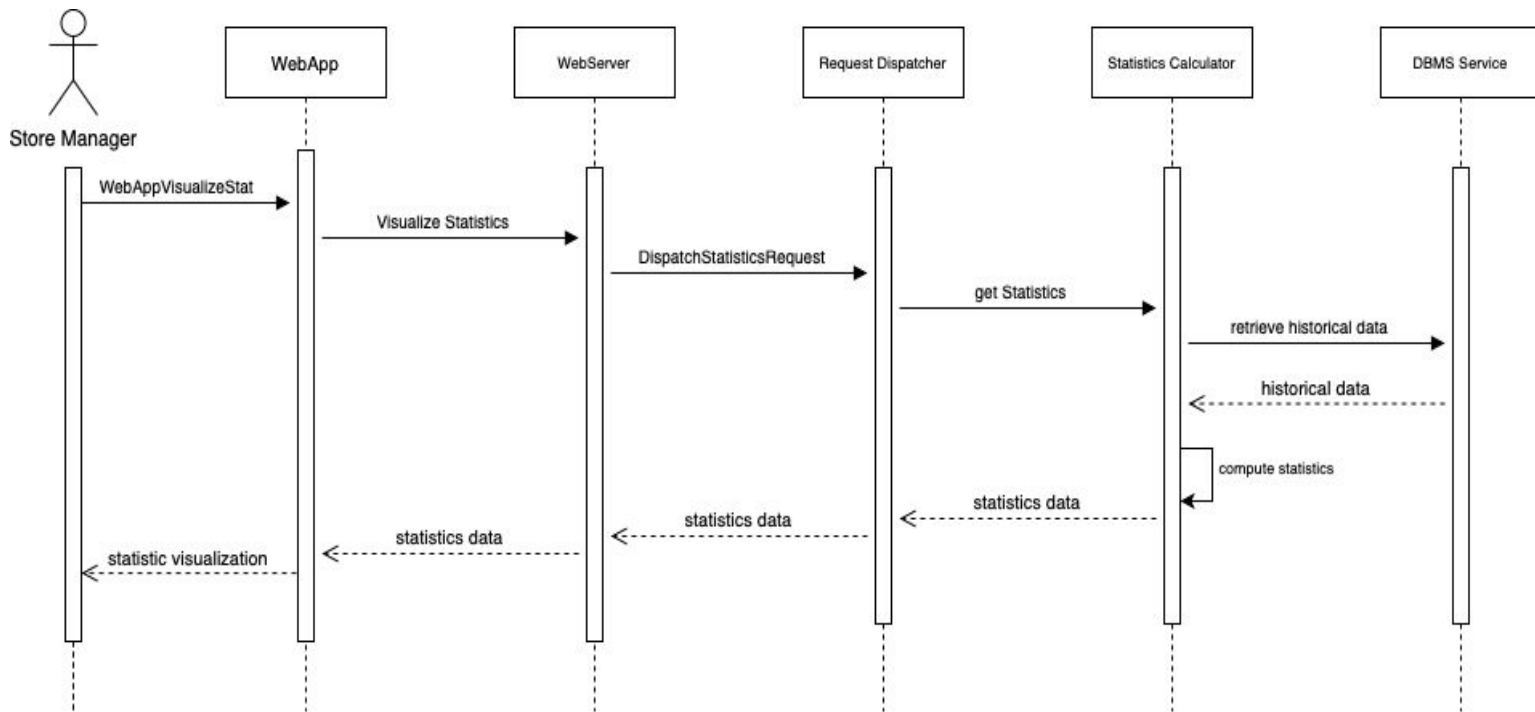 WebApp
WebServer
Request Dispatcher
Statistics Calculator
DBMS Service
Store Manager
WebAppVisualizeStat
Visualize Statistics
DispatchStatisticsRequest
get Statistics
retrieve historical data
historical data
compute statistics
statistics data
statistics data
statistics data
statistic visualization